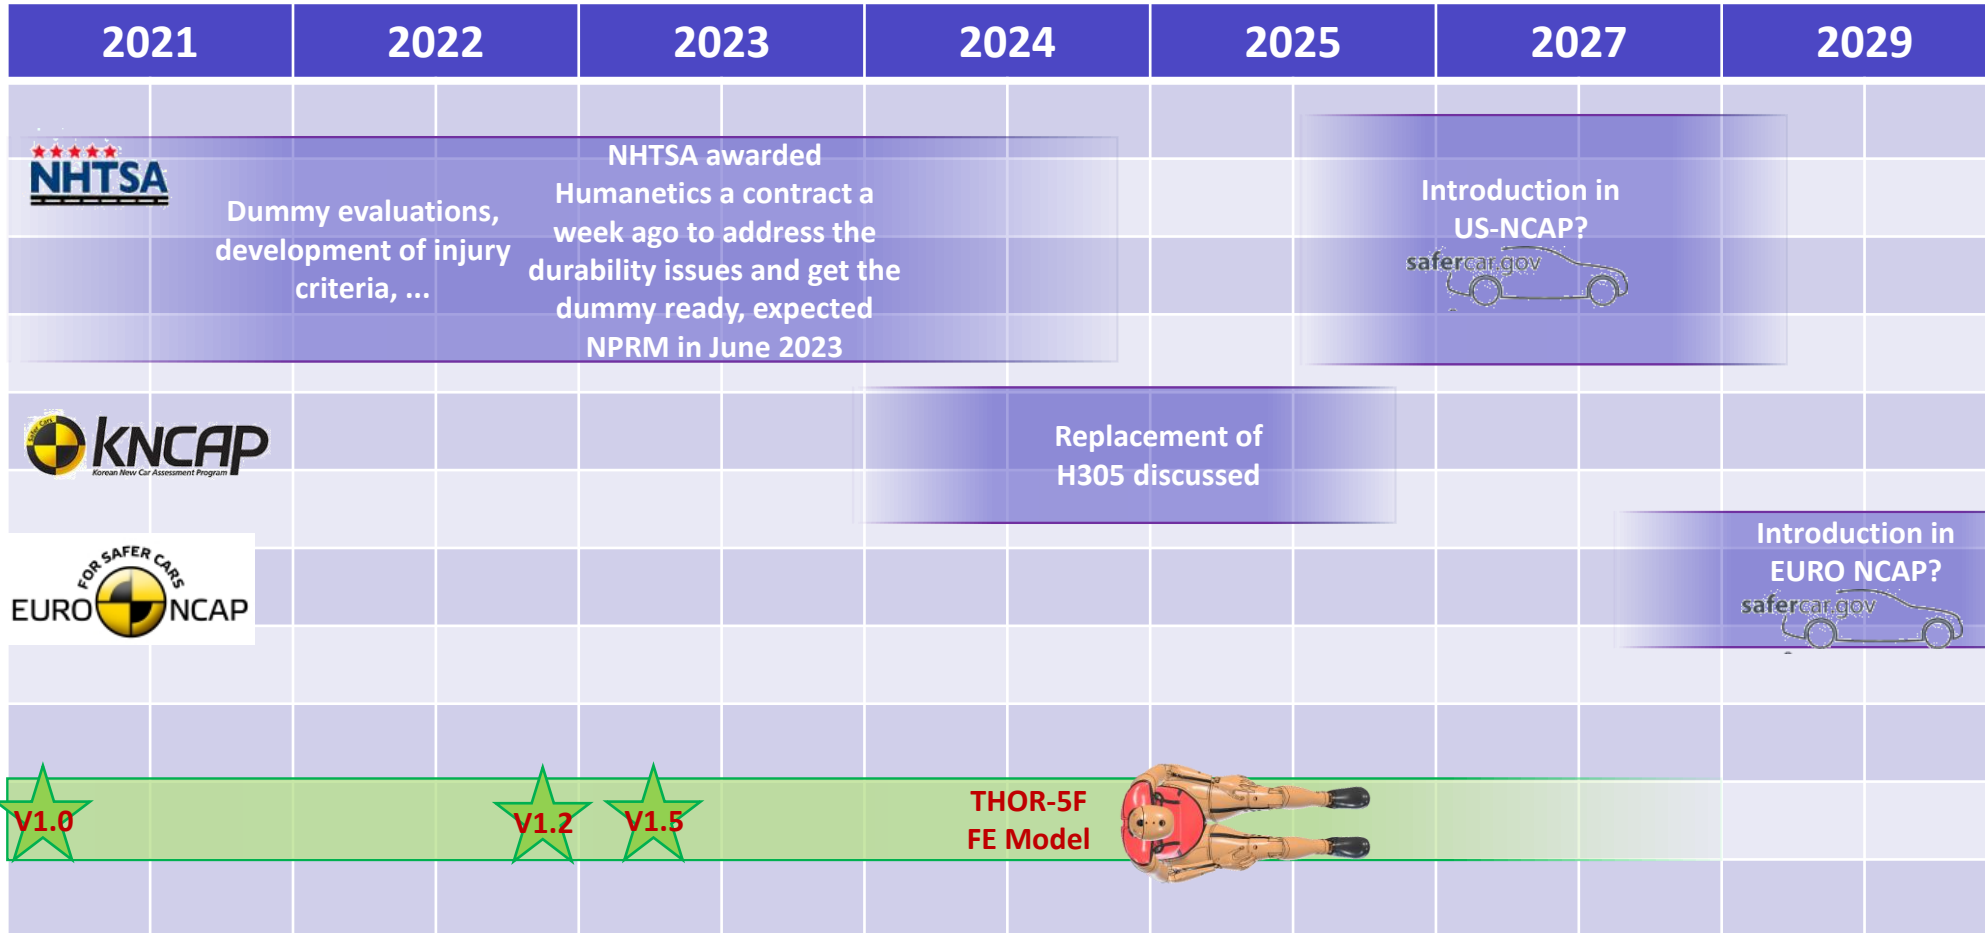 2021
2022
2023
2024
2025
2027
2029
NHTSA
Dummy evaluations,
development of injury
criteria, ...
NHTSA awarded
Humanetics a contract a
week ago to address the
durability issues and get the
dummy ready, expected
NPRM in June 2023
Introduction in
US-NCAP?
safercar.gov
Safer Cars
KNCAP
Korean New Car Assessment Program
Replacement of
H305 discussed
FOR SAFER CARS
EURO NCAP
Introduction in
EURO NCAP?
safercar.gov
V1.0
V1.2
V1.5
THOR-5F
FE Model